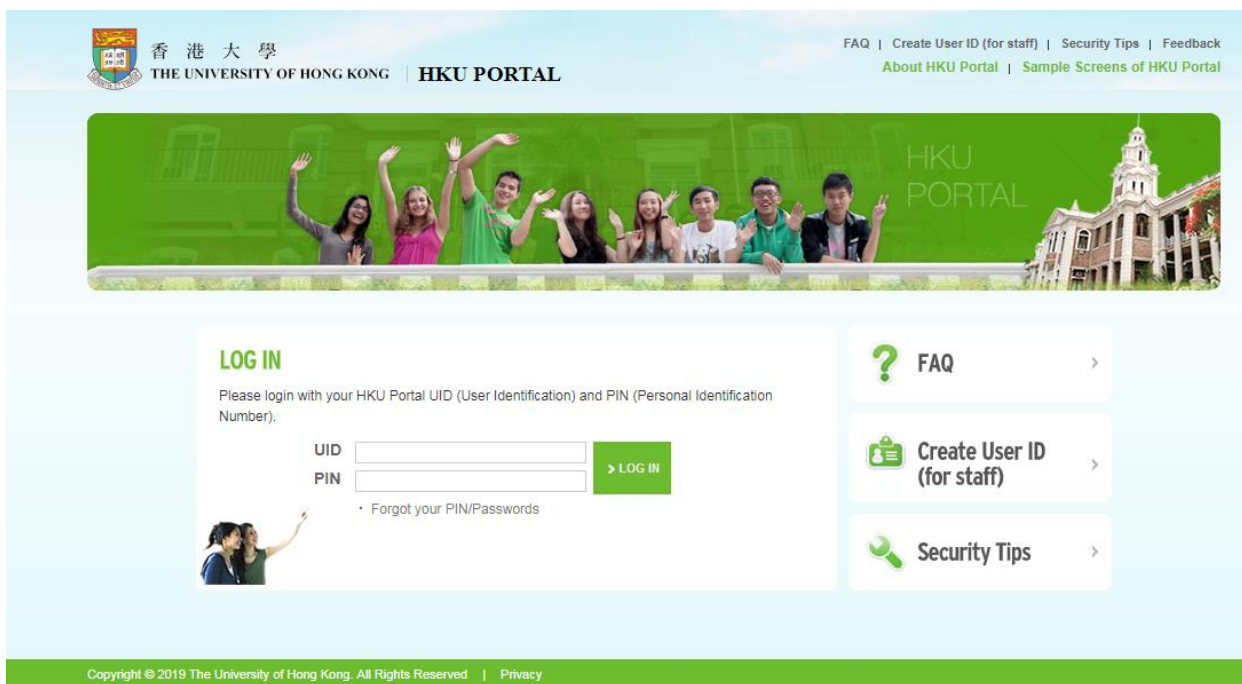 香港大學
THE UNIVERSITY OF HONG KONG
HKU PORTAL
FAQ | Create User ID (for staff) | Security Tips | Feedback
About HKU Portal | Sample Screens of HKU Portal
HKU
PORTAL
LOG IN
Please login with your HKU Portal UID (User Identification) and PIN (Personal Identification
Number).
UID
PIN
> LOG IN
· Forgot your PIN/Passwords
FAQ
Create User ID
(for staff)
Security Tips
Copyright © 2019 The University of Hong Kong. All Rights Reserved | Privacy